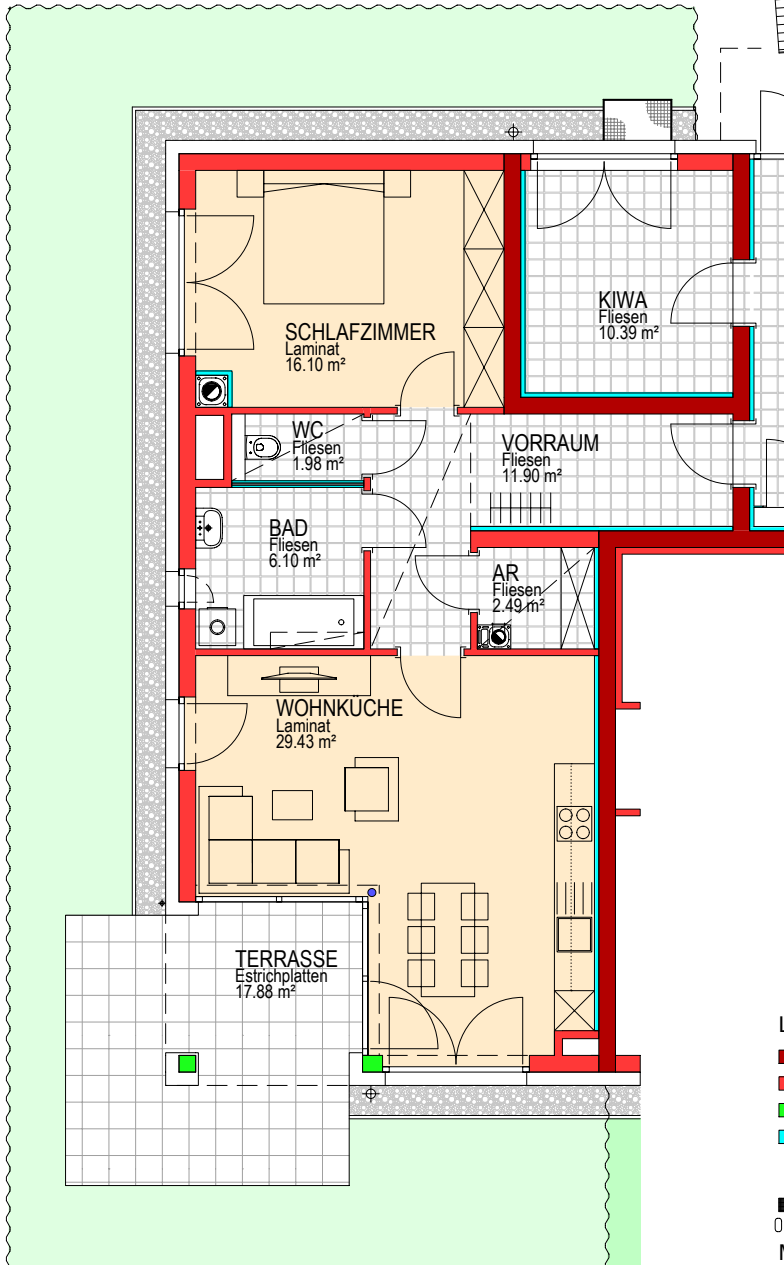 SCHLAFZIMMER
Laminat
16.10 m²
KIWA
Fliesen
10.39 m²
WC
Fliesen
1.98 m²
VORRAUM
Fliesen
11.90 m²
BAD
Fliesen
6.10 m²
AR
Fliesen
2.49 m²
WOHNKÜCHE
Laminat
29.43 m²
TERRASSE
Estrichplatten
17.88 m²
L
0